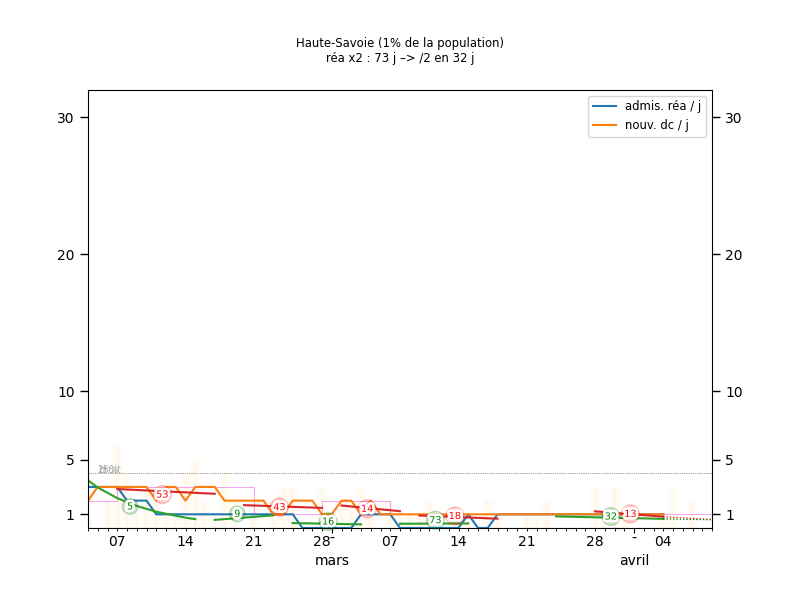 Haute-Savoie (1% de la population)
réa x2 : 73 j –> /2 en 32 j
admis. réa / j
nouv. dc / j
30 30
20 20
10 10
5 5
1 1
5 53 9 43 16 14 73 18 32 13
07 14 21 28 07 14 21 28 04
mars avril